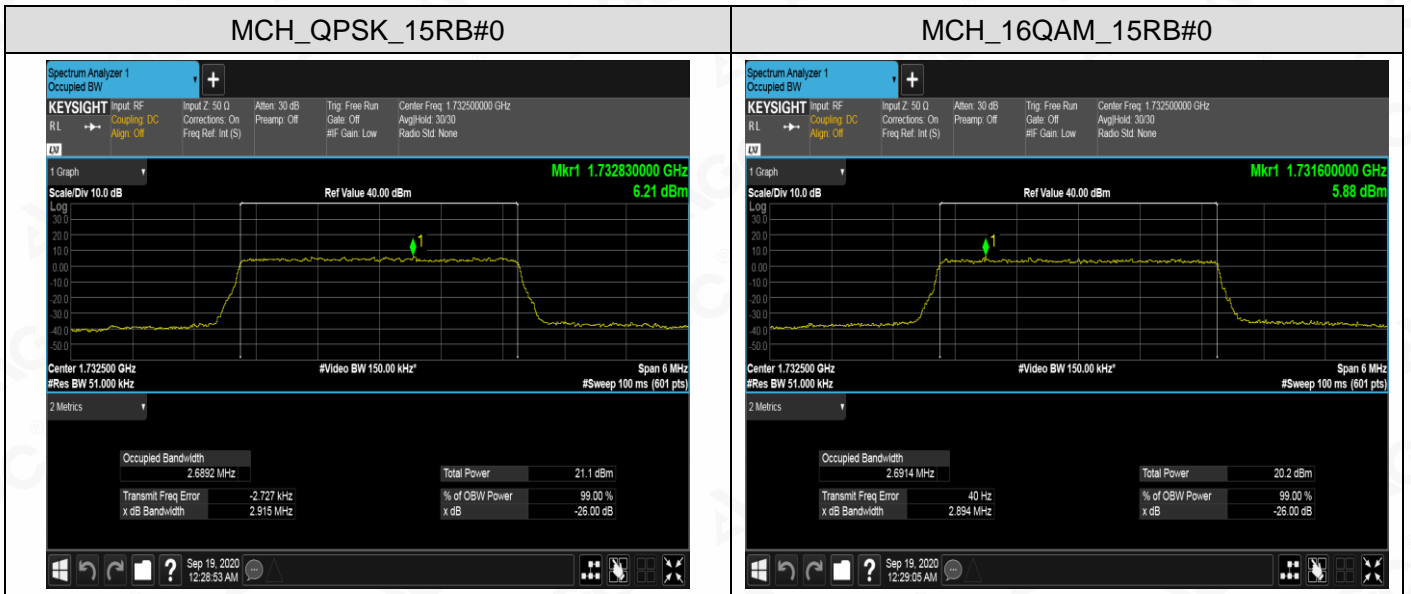 MCH_QPSK_15RB#0
Spectrum Analyzer 1
Occupied BW
KEYSIGHT
RL
LXI
Input: RF
Coupling: DC
Align: Off
Input Z: 50 Ω
Corrections: On
Freq Ref: Int (S)
Atten: 30 dB
Preamp: Off
Trig: Free Run
Gate: Off
#IF Gain: Low
Center Freq: 1.732500000 GHz
Avg|Hold: 30/30
Radio Std: None
1 Graph
Mkr1 1.732830000 GHz
Scale/Div 10.0 dB
Ref Value 40.00 dBm
6.21 dBm
Log
30.0
20.0
10.0
0.00
-10.0
-20.0
-30.0
-40.0
-50.0
1
Center 1.732500 GHz
#Video BW 150.00 kHz*
Span 6 MHz
#Res BW 51.000 kHz
#Sweep 100 ms (601 pts)
2 Metrics
Occupied Bandwidth
2.6892 MHz
Total Power 21.1 dBm
Transmit Freq Error -2.727 kHz
% of OBW Power 99.00 %
x dB Bandwidth 2.915 MHz
x dB -26.00 dB
?
Sep 19, 2020
12:28:53 AM
MCH_16QAM_15RB#0
Spectrum Analyzer 1
Occupied BW
KEYSIGHT
RL
LXI
Input: RF
Coupling: DC
Align: Off
Input Z: 50 Ω
Corrections: On
Freq Ref: Int (S)
Atten: 30 dB
Preamp: Off
Trig: Free Run
Gate: Off
#IF Gain: Low
Center Freq: 1.732500000 GHz
Avg|Hold: 30/30
Radio Std: None
1 Graph
Mkr1 1.731600000 GHz
Scale/Div 10.0 dB
Ref Value 40.00 dBm
5.88 dBm
Log
30.0
20.0
10.0
0.00
-10.0
-20.0
-30.0
-40.0
-50.0
1
Center 1.732500 GHz
#Video BW 150.00 kHz*
Span 6 MHz
#Res BW 51.000 kHz
#Sweep 100 ms (601 pts)
2 Metrics
Occupied Bandwidth
2.6914 MHz
Total Power 20.2 dBm
Transmit Freq Error 40 Hz
% of OBW Power 99.00 %
x dB Bandwidth 2.894 MHz
x dB -26.00 dB
?
Sep 19, 2020
12:29:05 AM